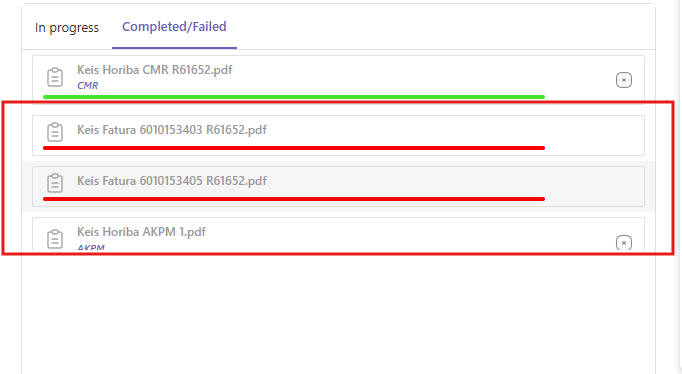 In progress
Completed/Failed
Keis Horiba CMR R61652.pdf
CMR
Keis Fatura 6010153403 R61652.pdf
Keis Fatura 6010153405 R61652.pdf
Keis Horiba AKPM 1.pdf
AKPM